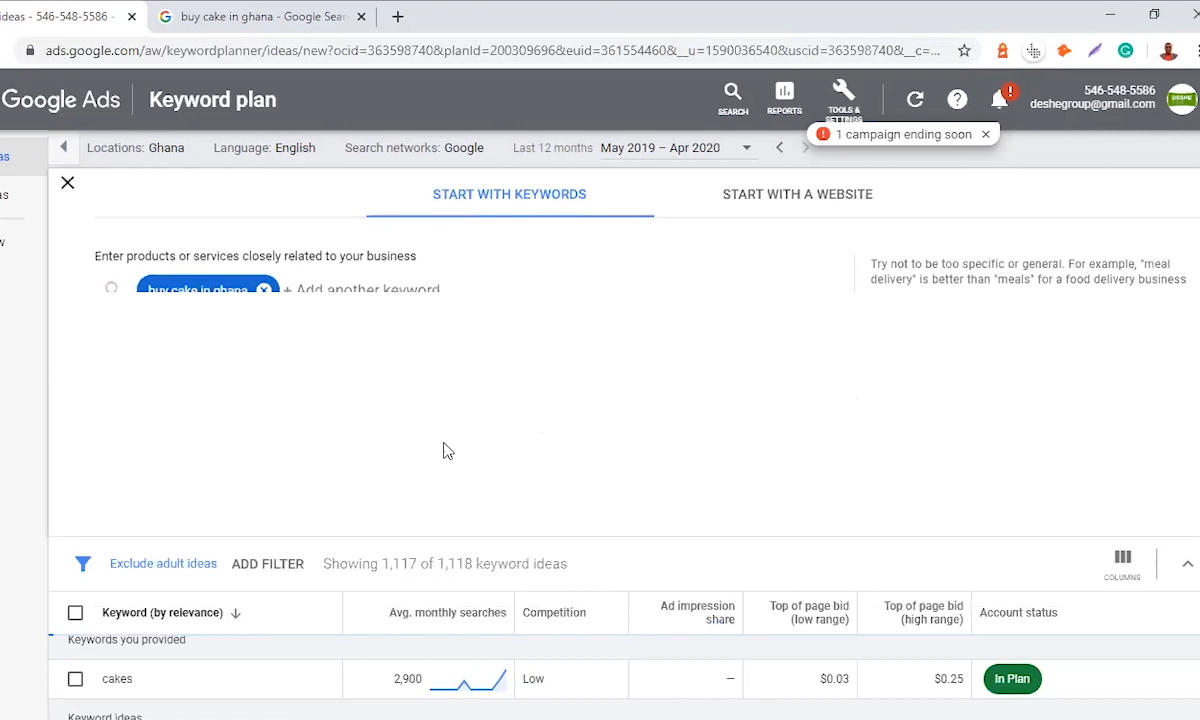 ideas - 546-548-5586 -
buy cake in ghana - Google Sear
ads.google.com/aw/keywordplanner/ideas/new?ocid=363598740&planId=200309696&euid=361554460&__u=1590036540&uscid=363598740&__c=...
Google Ads
Keyword plan
SEARCH
REPORTS
TOOLS &
SETTINGS
546-548-5586
deshegroup@gmail.com
DESHE
1 campaign ending soon
as
Locations: Ghana
Language: English
Search networks: Google
Last 12 months
May 2019 – Apr 2020
as
w
START WITH KEYWORDS
START WITH A WEBSITE
Enter products or services closely related to your business
buy cake in ghana
+ Add another keyword
Try not to be too specific or general. For example, "meal
delivery" is better than "meals" for a food delivery business
Exclude adult ideas
ADD FILTER
Showing 1,117 of 1,118 keyword ideas
COLUMNS
Keyword (by relevance)
Avg. monthly searches
Competition
Ad impression
share
Top of page bid
(low range)
Top of page bid
(high range)
Account status
Keywords you provided
cakes
2,900
Low
–
$0.03
$0.25
In Plan
Keyword ideas